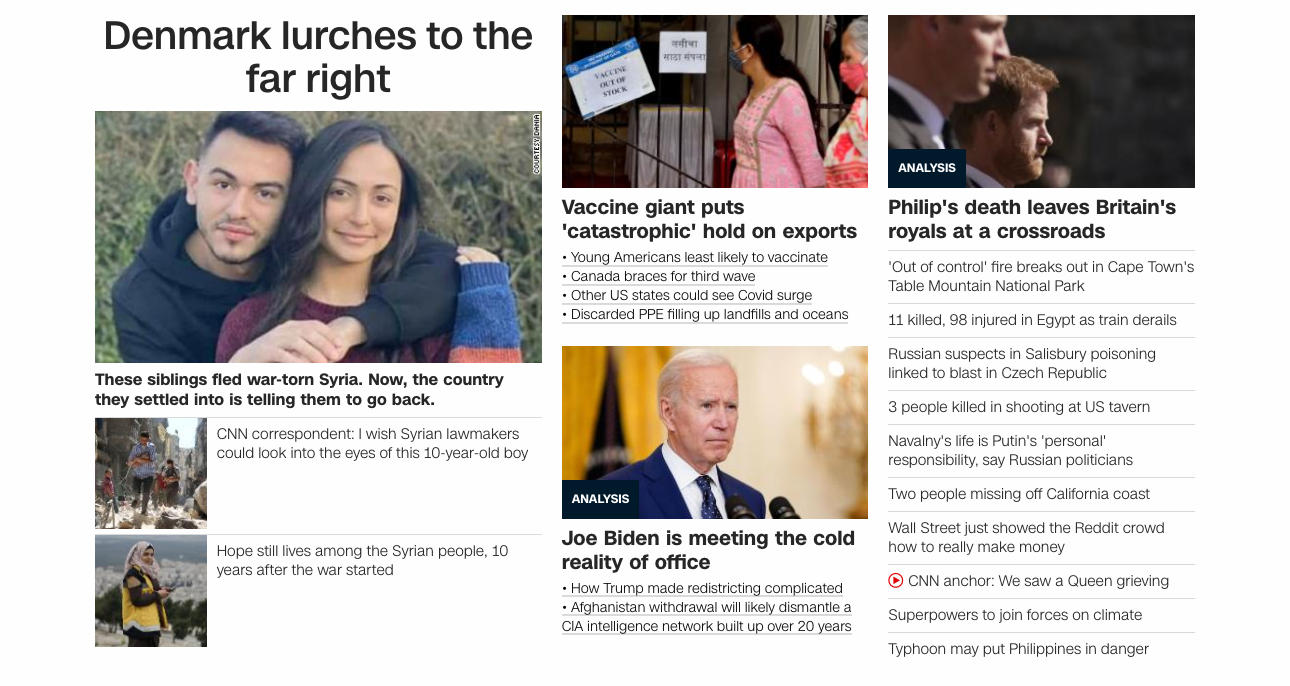 Denmark lurches to the
far right
COURTESY DANIA
These siblings fled war-torn Syria. Now, the country
they settled into is telling them to go back.
CNN correspondent: I wish Syrian lawmakers
could look into the eyes of this 10-year-old boy
Hope still lives among the Syrian people, 10
years after the war started
VACCINE
OUT OF
STOCK
लसीचा
साठा संपला
Vaccine giant puts
'catastrophic' hold on exports
• Young Americans least likely to vaccinate
• Canada braces for third wave
• Other US states could see Covid surge
• Discarded PPE filling up landfills and oceans
ANALYSIS
Joe Biden is meeting the cold
reality of office
• How Trump made redistricting complicated
• Afghanistan withdrawal will likely dismantle a
CIA intelligence network built up over 20 years
ANALYSIS
Philip's death leaves Britain's
royals at a crossroads
'Out of control' fire breaks out in Cape Town's
Table Mountain National Park
11 killed, 98 injured in Egypt as train derails
Russian suspects in Salisbury poisoning
linked to blast in Czech Republic
3 people killed in shooting at US tavern
Navalny's life is Putin's 'personal'
responsibility, say Russian politicians
Two people missing off California coast
Wall Street just showed the Reddit crowd
how to really make money
CNN anchor: We saw a Queen grieving
Superpowers to join forces on climate
Typhoon may put Philippines in danger